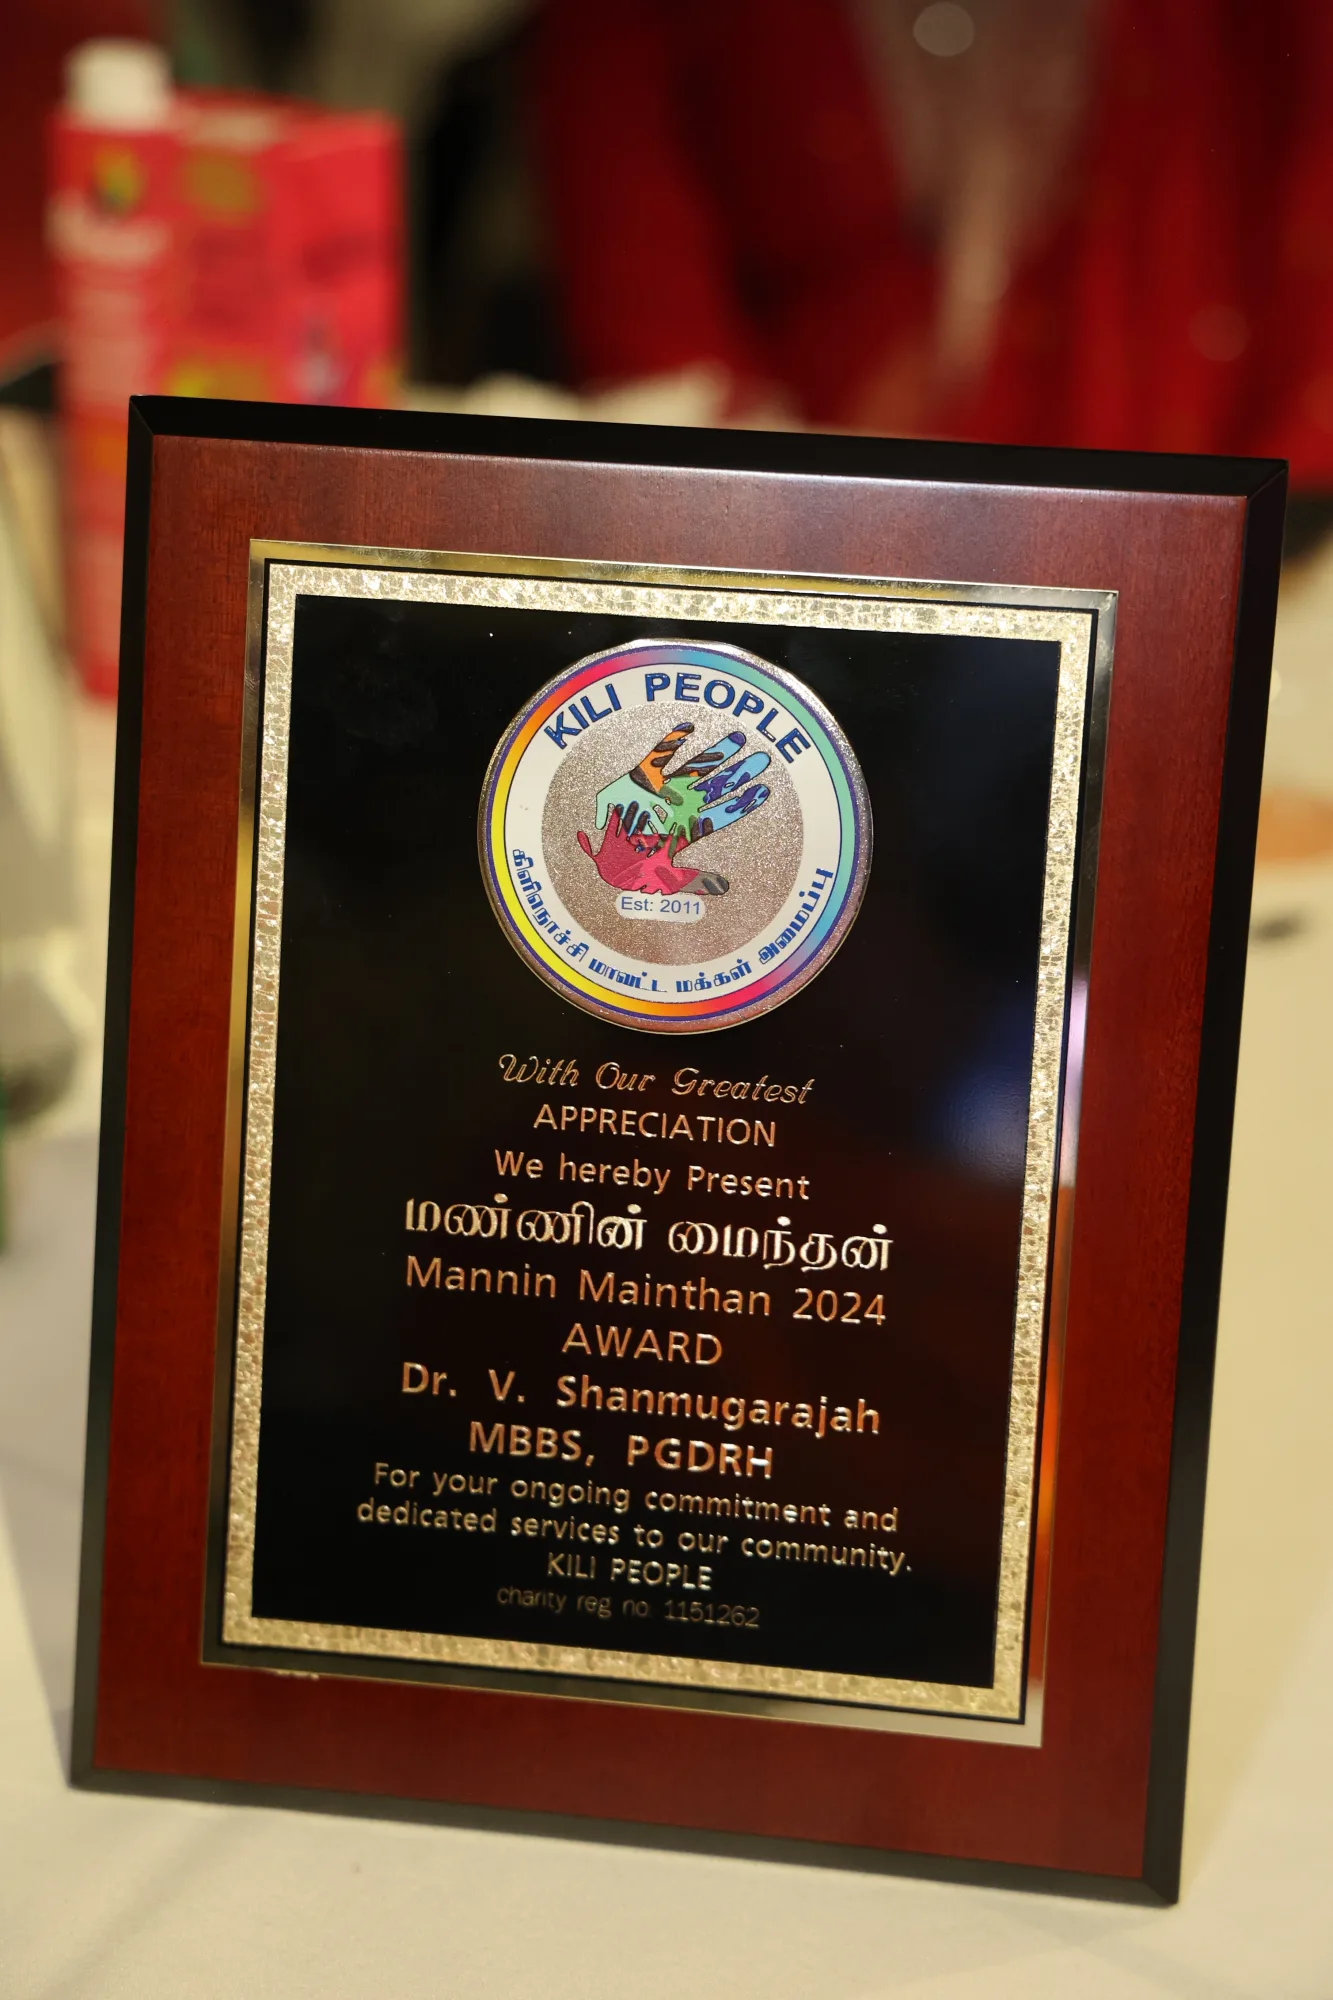 KILI PEOPLE
Est: 2011
கிளிநொச்சி மாவட்ட மக்கள் அமைப்பு
With Our Greatest
APPRECIATION
We hereby Present
மண்ணின் மைந்தன்
Mannin Mainthan 2024
AWARD
Dr. V. Shanmugarajah
MBBS, PGDRH
For your ongoing commitment and
dedicated services to our community.
KILI PEOPLE
charity reg no 1151262